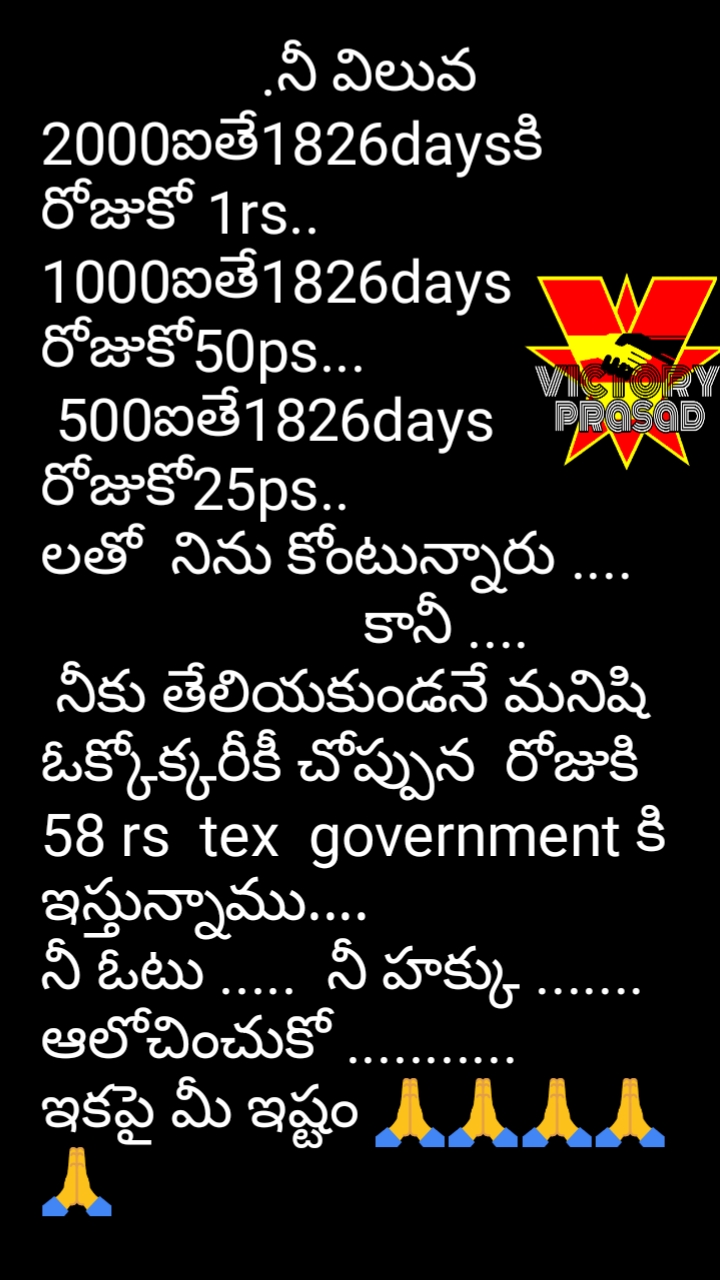 .నీ విలువ
2000ఐతే1826daysకి
రోజుకో 1rs..
1000ఐతే1826days
రోజుకో50ps...
500ఐతే1826days
రోజుకో25ps..
లతో నిను కోంటున్నారు ....
కానీ ....
నీకు తేలియకుండనే మనిషి
ఓక్కోక్కరీకీ చోప్పున రోజుకి
58 rs tex government కి
ఇస్తున్నాము....
నీ ఓటు ..... నీ హక్కు .......
ఆలోచించుకో ...........
ఇకపై మీ ఇష్టం 🙏🙏🙏🙏
🙏
VICTORY
PRASAD